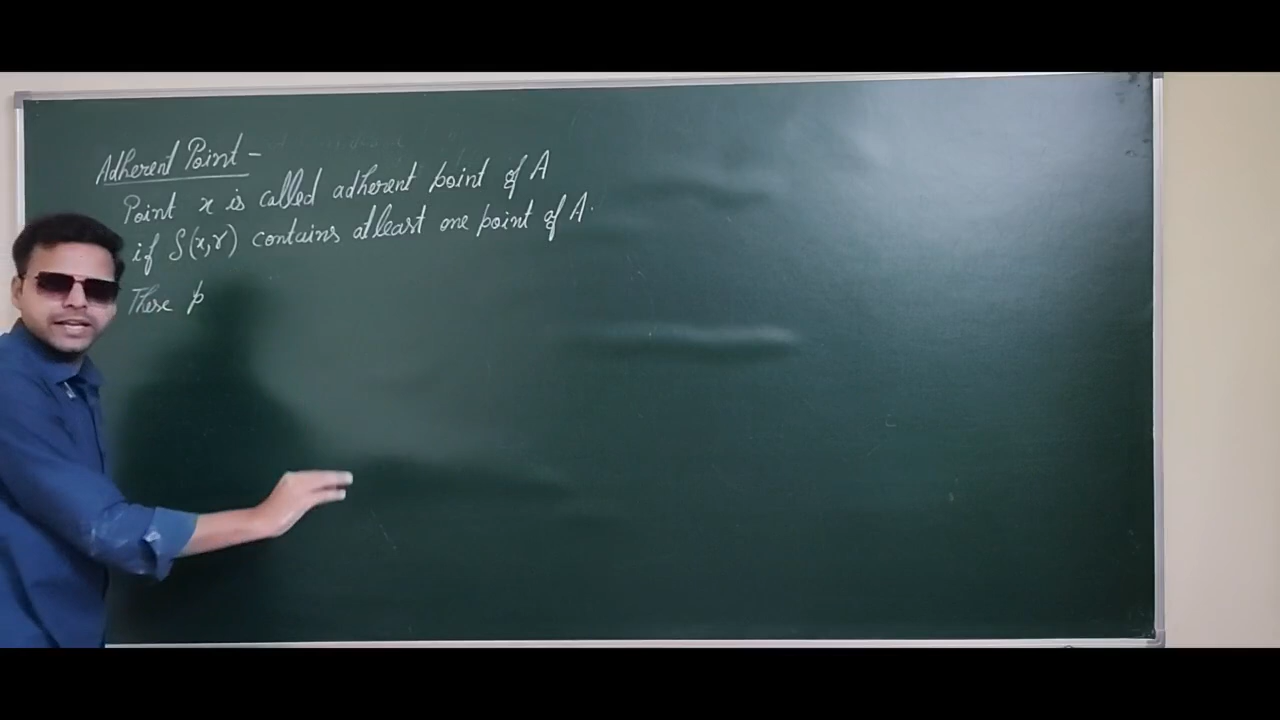 Adherent Point -
Point x is called adherent point of A
if S(x,r) contains atleast one point of A.
These p